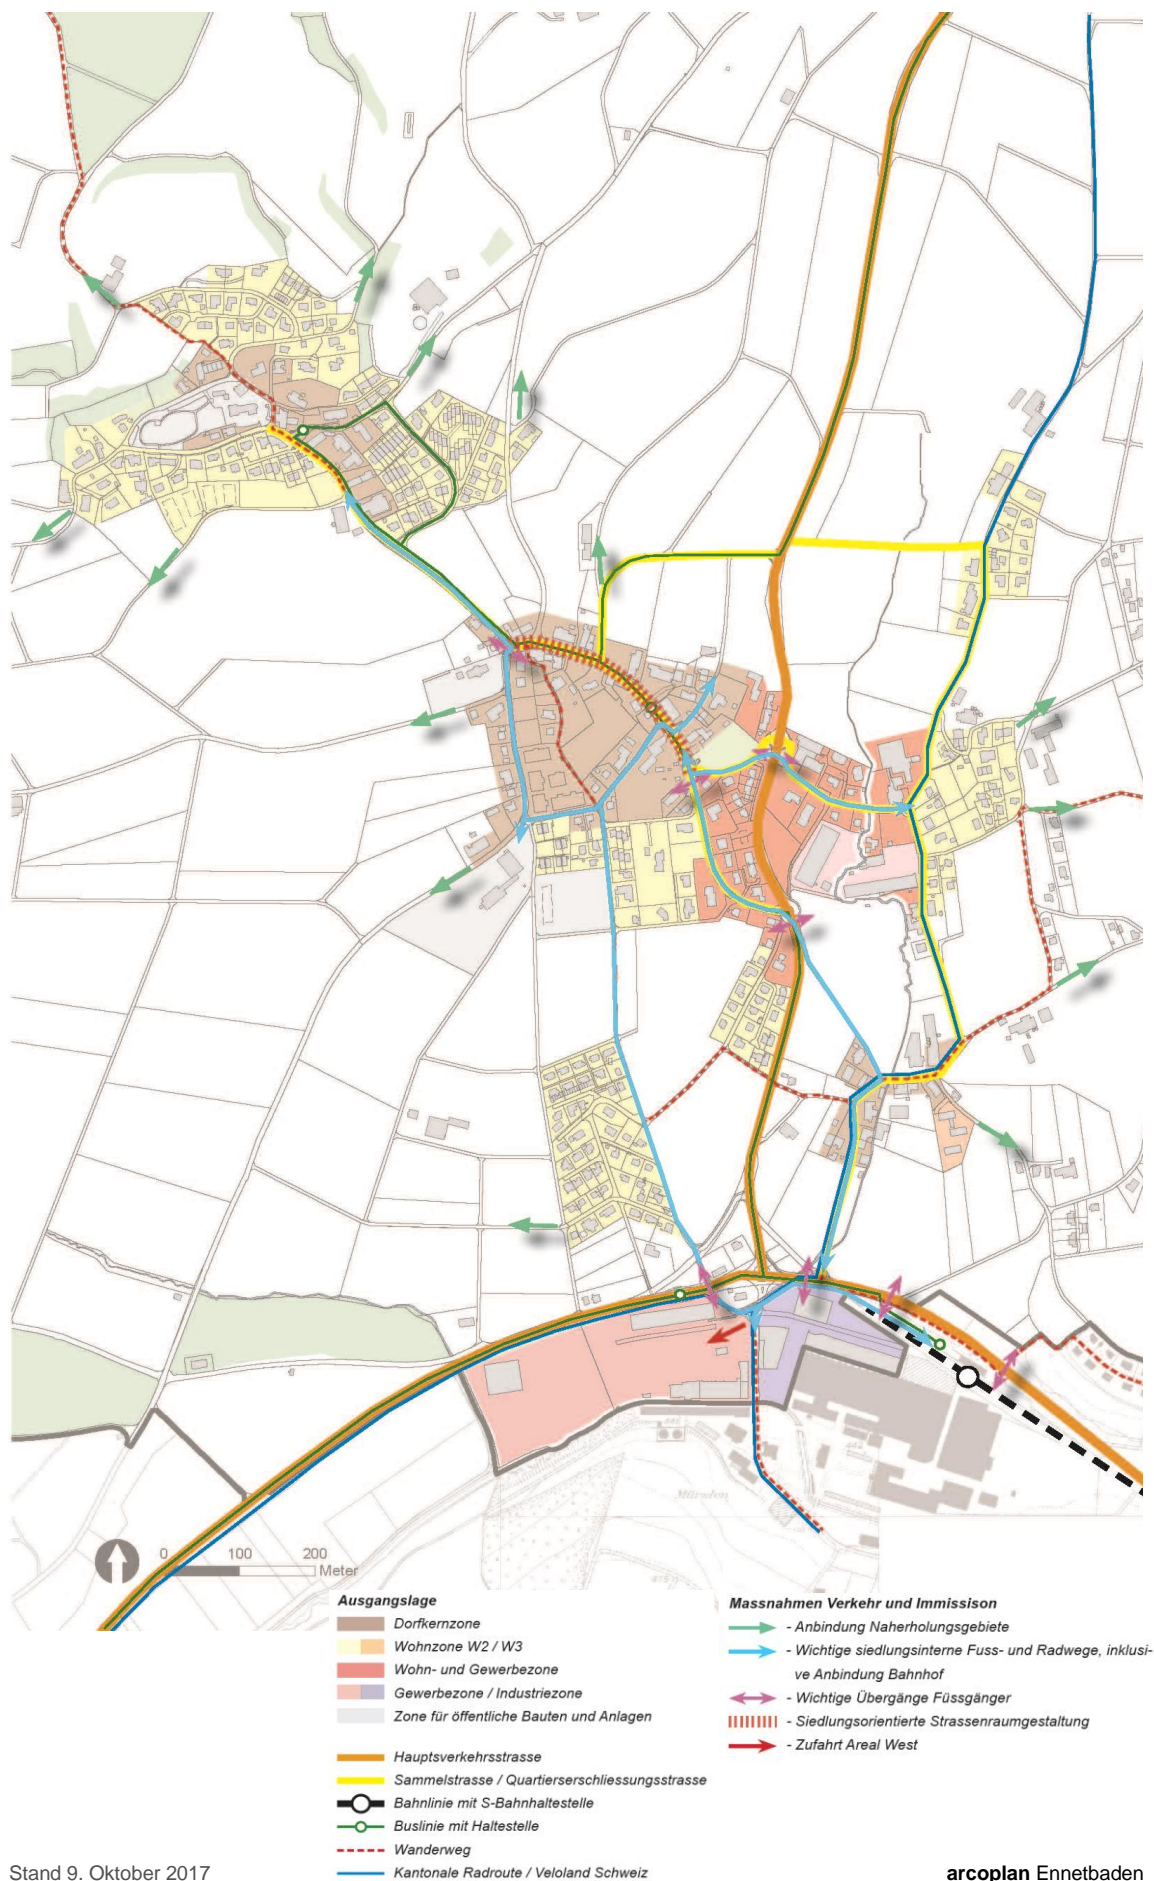 Mürnlen
0 100 200
Meter
Ausgangslage
Dorfkernzone
Wohnzone W2 / W3
Wohn- und Gewerbezone
Gewerbezone / Industriezone
Zone für öffentliche Bauten und Anlagen
Hauptsverkehrsstrasse
Sammelstrasse / Quartierserschliessungsstrasse
Bahnlinie mit S-Bahnhaltestelle
Buslinie mit Haltestelle
Wanderweg
Kantonale Radroute / Veloland Schweiz
Massnahmen Verkehr und Immissison
- Anbindung Naherholungsgebiete
- Wichtige siedlungsinterne Fuss- und Radwege, inklusi-
ve Anbindung Bahnhof
- Wichtige Übergänge Füssgänger
- Siedlungsorientierte Strassenraumgestaltung
- Zufahrt Areal West
Stand 9. Oktober 2017
arcoplan Ennetbaden